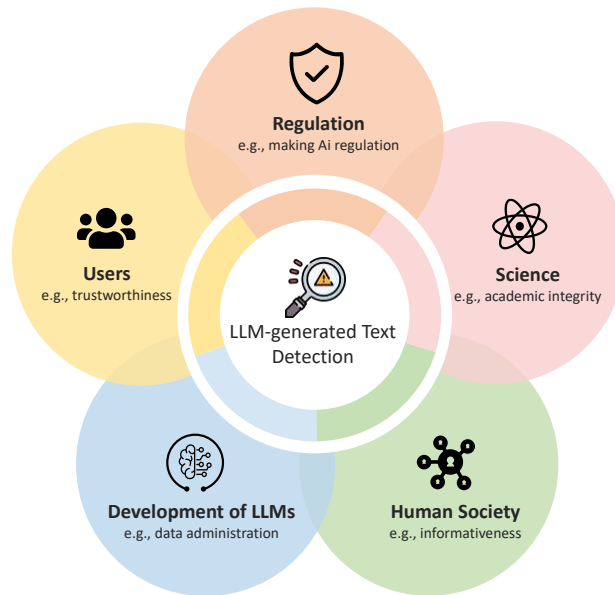 Regulation
e.g., making Ai regulation
Users
e.g., trustworthiness
Science
e.g., academic integrity
LLM-generated Text
Detection
Development of LLMs
e.g., data administration
Human Society
e.g., informativeness